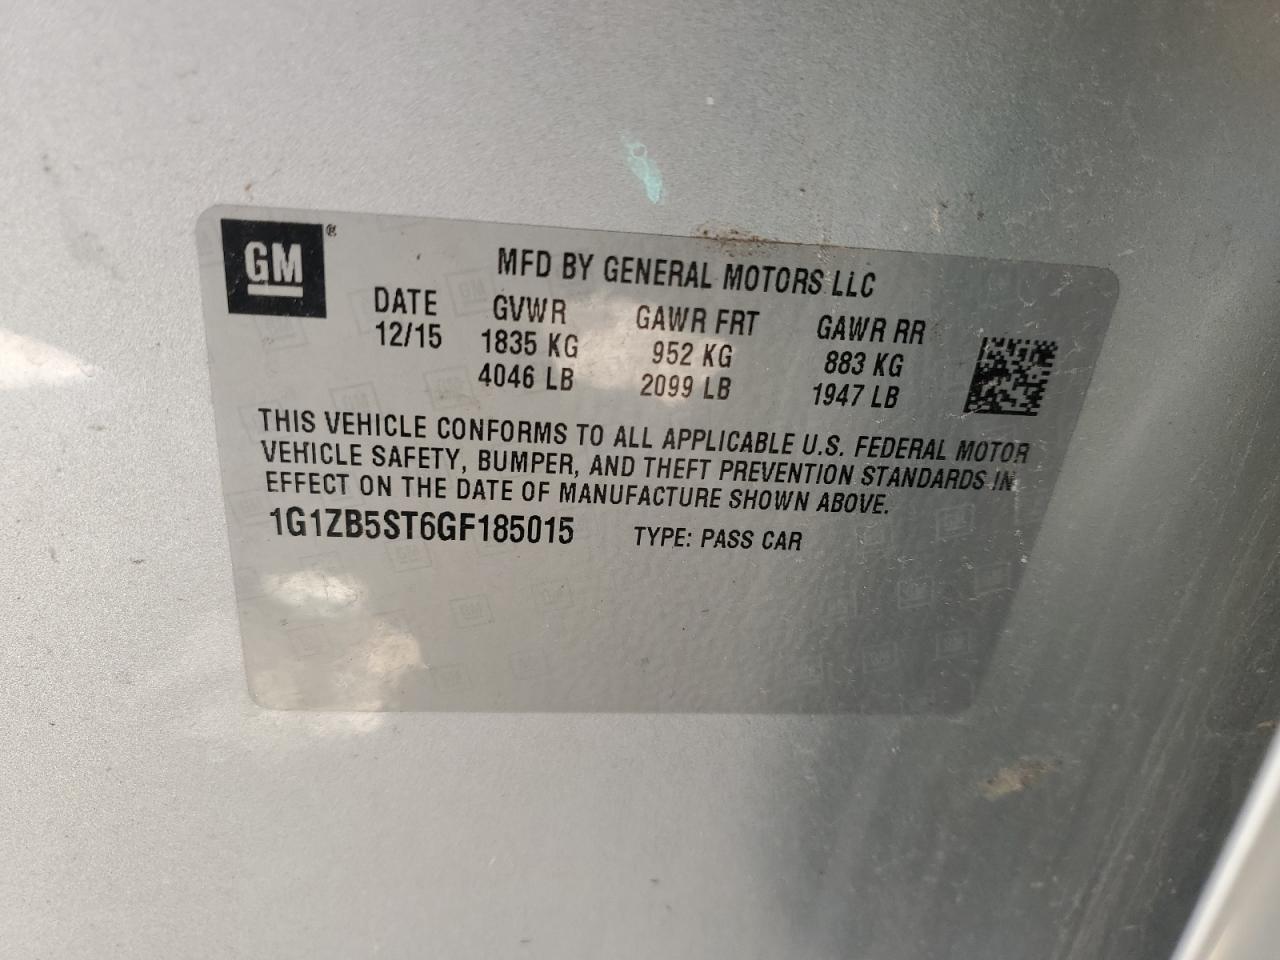 GM®
MFD BY GENERAL MOTORS LLC
DATE GVWR GAWR FRT GAWR RR
12/15 1835 KG 952 KG 883 KG
4046 LB 2099 LB 1947 LB
THIS VEHICLE CONFORMS TO ALL APPLICABLE U.S. FEDERAL MOTOR
VEHICLE SAFETY, BUMPER, AND THEFT PREVENTION STANDARDS IN
EFFECT ON THE DATE OF MANUFACTURE SHOWN ABOVE.
1G1ZB5ST6GF185015 TYPE: PASS CAR